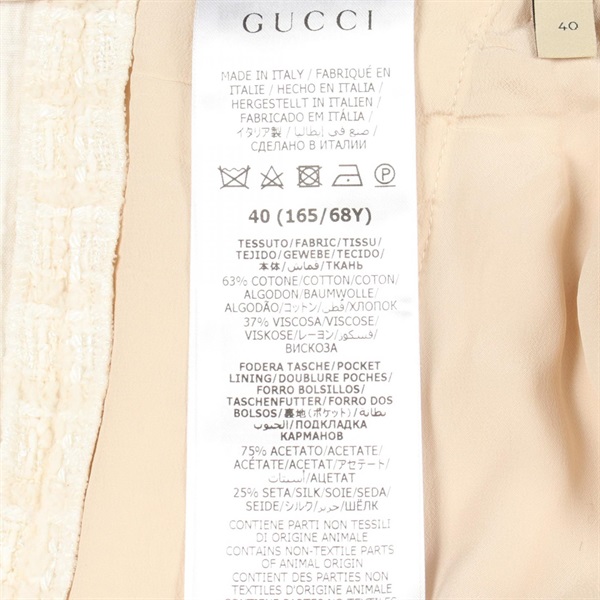 GUCCI
40
MADE IN ITALY / FABRIQUÉ EN
ITALIE / HECHO EN ITALIA /
HERGESTELLT IN ITALIEN /
FABRICADO EM ITÁLIA /
イタリア製 / صنع في إيطاليا /
СДЕЛАНО В ИТАЛИИ
P
40 (165/68Y)
TESSUTO/FABRIC/TISSU/
TEJIDO/GEWEBE/TECIDO/
本体/قماش/ТКАНЬ
63% COTONE/COTTON/COTON/
ALGODON/BAUMWOLLE/
ALGODÃO/コットン/قطن/ХЛОПОК
37% VISCOSA/VISCOSE/
VISKOSE/レーヨン/فسكوز/
ВИСКОЗА
FODERA TASCHE/POCKET
LINING/DOUBLURE POCHES/
FORRO BOLSILLOS/
TASCHENFUTTER/FORRO DOS
BOLSOS/裏地(ポケット)/بطانة
الجيوب/ПОДКЛАДКА
КАРМАНОВ
75% ACETATO/ACETATE/
ACÉTATE/ACETAT/アセテート/
أسيتات/АЦЕТАТ
25% SETA/SILK/SOIE/SEDA/
SEIDE/シルク/حرير/ШЁЛК
CONTIENE PARTI NON TESSILI
DI ORIGINE ANIMALE
CONTAINS NON-TEXTILE PARTS
OF ANIMAL ORIGIN
CONTIENT DES PARTIES NON
TEXTILES D'ORIGINE ANIMALE